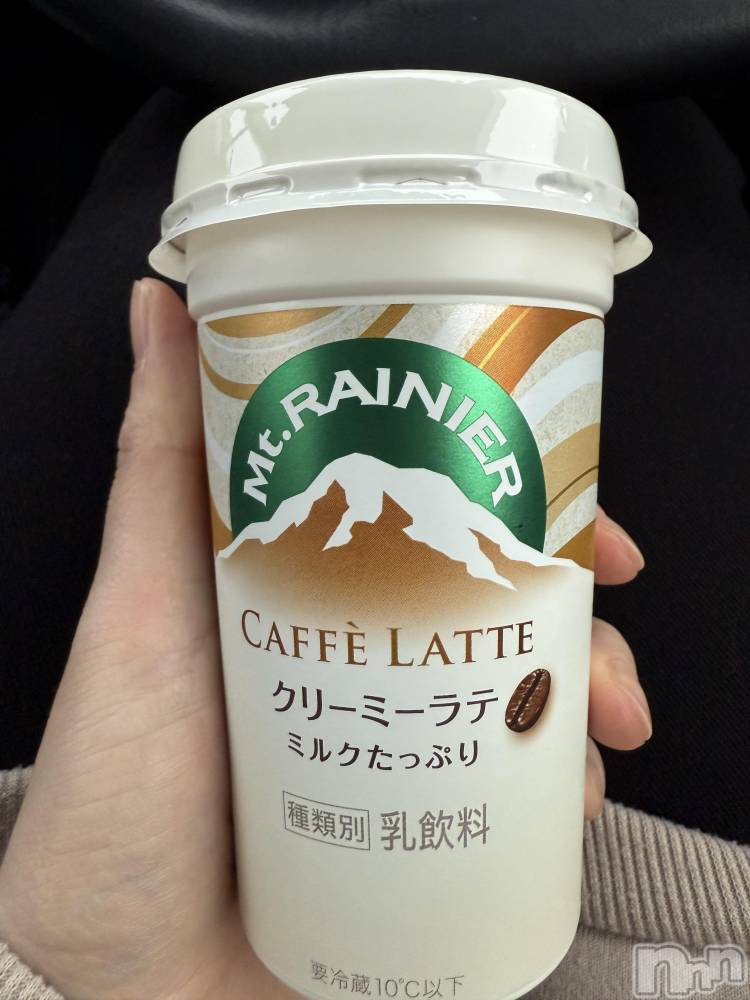 Mt. RAINIER
CAFFÈ LATTE
クリーミーラテ
ミルクたっぷり
種類別 乳飲料
要冷蔵10℃以下
nnn